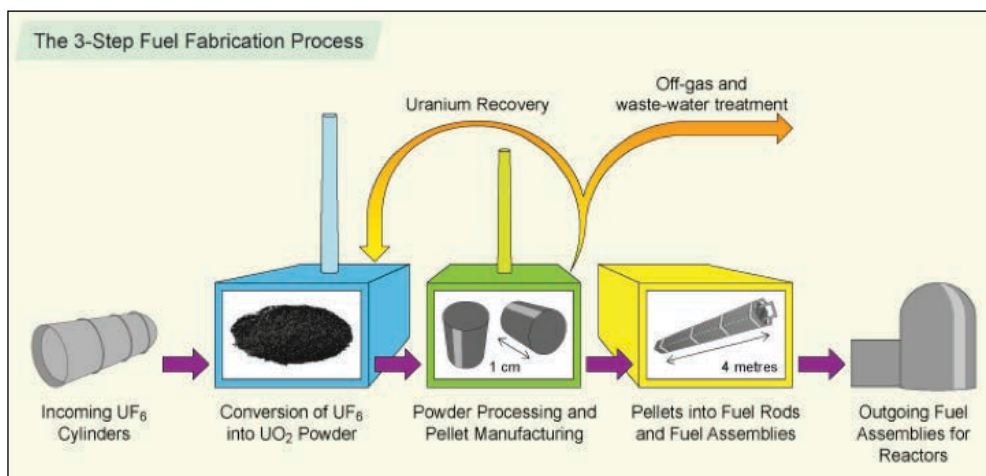 The 3-Step Fuel Fabrication Process
Off-gas and
waste-water treatment
Uranium Recovery
1 cm
4 metres
Incoming UF₆
Cylinders
Conversion of UF₆
into UO₂ Powder
Powder Processing and
Pellet Manufacturing
Pellets into Fuel Rods
and Fuel Assemblies
Outgoing Fuel
Assemblies for
Reactors